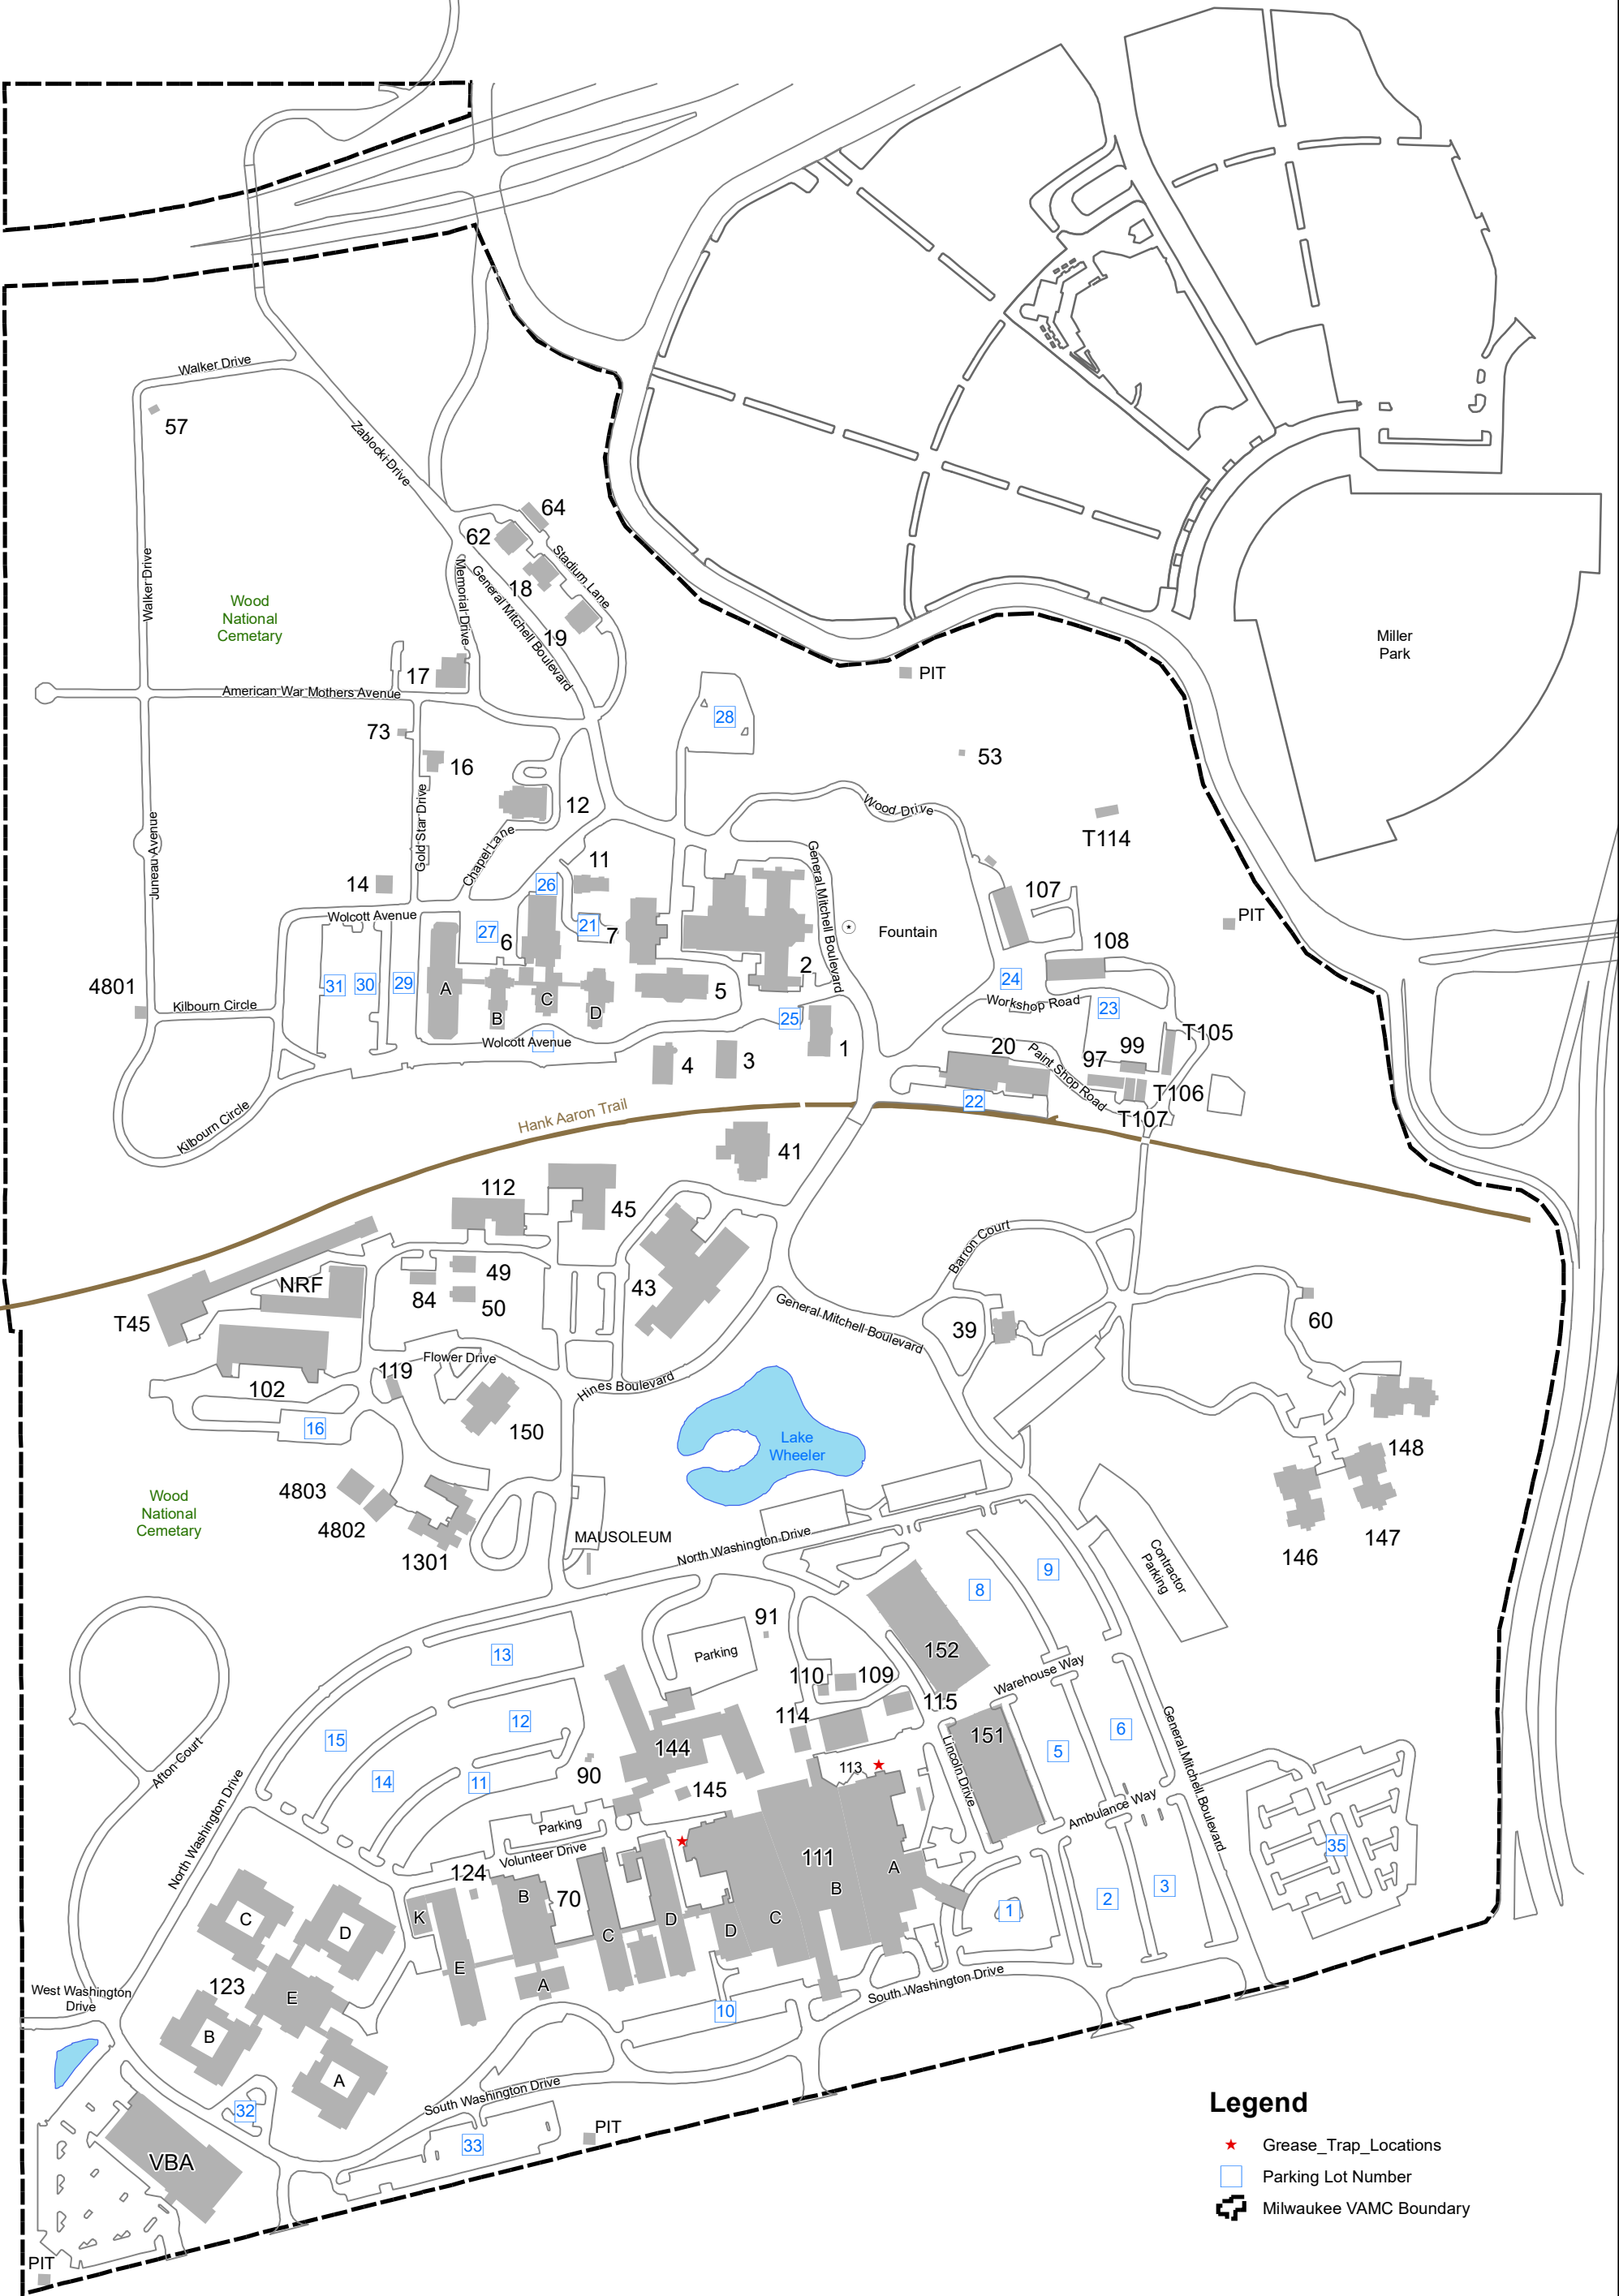 Walker Drive
57
Zablocki Drive
64
62
Stadium Lane
18
Walker Drive
Memorial Drive
General Mitchell Boulevard
19
Wood
National
Cemetary
Miller
Park
17
PIT
American War Mothers Avenue
28
73
53
16
12
Wood Drive
T114
Gold Star Drive
Juneau Avenue
Chapel Lane
General Mitchell Boulevard
11
14
26
107
Wolcott Avenue
PIT
21
27
6
7
Fountain
108
2
4801
31
30
29
A
B
C
D
5
24
Workshop Road
23
Kilbourn Circle
25
Wolcott Avenue
1
20
T105
99
97
Paint Shop Road
4
3
T106
22
T107
Hank Aaron Trail
Kilbourn Circle
41
112
45
Barron Court
49
NRF
43
84
50
T45
General Mitchell Boulevard
39
60
Flower Drive
119
Hines Boulevard
102
16
150
Lake
Wheeler
148
4803
Wood
National
Cemetary
4802
MAUSOLEUM
147
1301
North Washington Drive
146
Contractor
Parking
9
8
91
13
Parking
152
110
109
Warehouse Way
115
12
114
15
144
151
6
General Mitchell Boulevard
5
Afton Court
14
11
90
113
Lincoln Drive
145
North Washington Drive
Ambulance Way
Parking
35
Volunteer Drive
111
124
A
B
70
B
3
2
1
K
C
D
C
D
C
D
E
A
South Washington Drive
West Washington
Drive
123
E
10
B
A
South Washington Drive
32
33
PIT
VBA
PIT
Legend
Grease_Trap_Locations
Parking Lot Number
Milwaukee VAMC Boundary